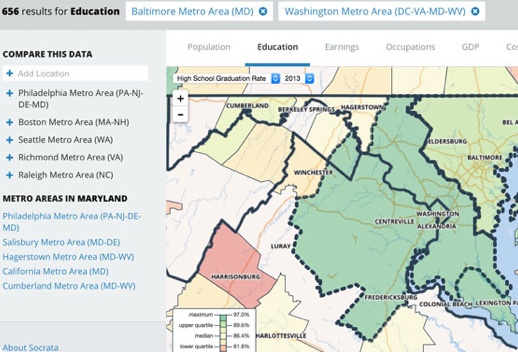 656 results for Education
Baltimore Metro Area (MD)
Washington Metro Area (DC-VA-MD-WV)
COMPARE THIS DATA
+ Add Location
+ Philadelphia Metro Area (PA-NJ-
DE-MD)
+ Boston Metro Area (MA-NH)
+ Seattle Metro Area (WA)
+ Richmond Metro Area (VA)
+ Raleigh Metro Area (NC)
METRO AREAS IN MARYLAND
Philadelphia Metro Area (PA-NJ-DE-
MD)
Salisbury Metro Area (MD-DE)
Hagerstown Metro Area (MD-WV)
California Metro Area (MD)
Cumberland Metro Area (MD-WV)
About Socrata
Population Education Earnings Occupations GDP Cos
High School Graduation Rate 2013
+
-
CUMBERLAND
BERKELEY SPRINGS
HAGERSTOWN
BEL A
ELDERSBURG
BALTIMORE
WINCHESTER
WASHINGTON
CENTREVILLE
ALEXANDRIA
LURAY
HARRISONBURG
FREDERICKSBURG
COLONIAL BEACH
LEXINGTON PA
HARLOTTESVILLE
maximum 97.0%
upper quartile 89.6%
median 86.4%
lower quartile 81.8%